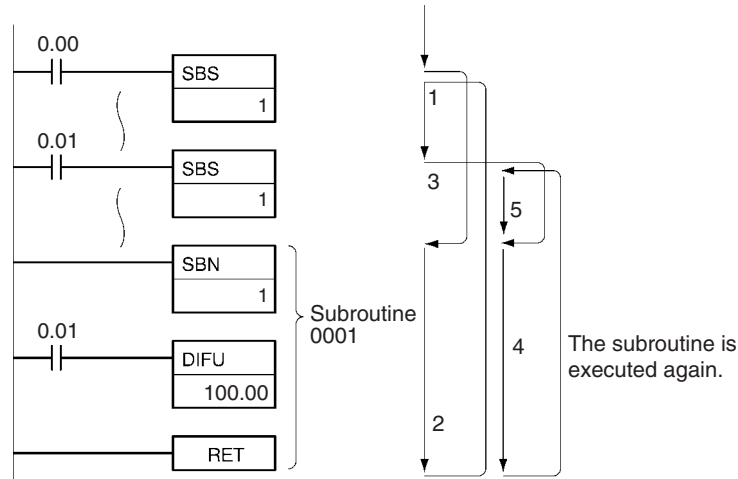 0.00
SBS
1
0.01
SBS
1
SBN
1
0.01
DIFU
100.00
RET
Subroutine
0001
1
3
5
4
2
The subroutine is
executed again.